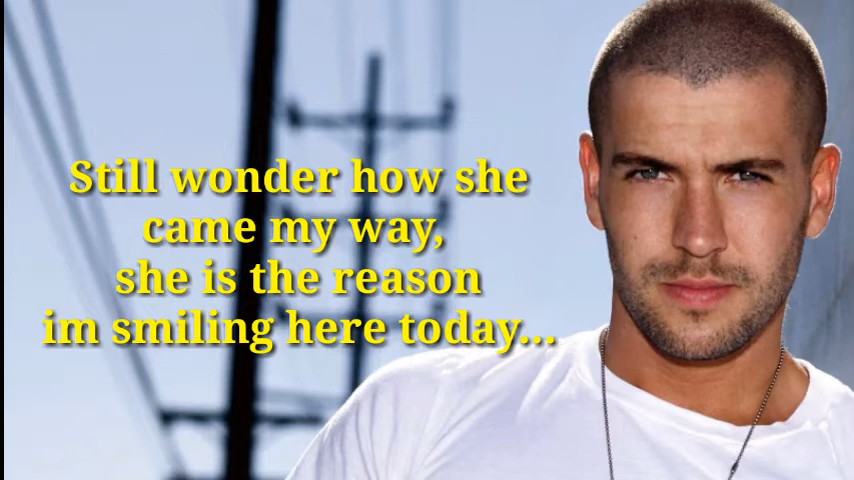 Still wonder how she
came my way,
she is the reason
im smiling here today...